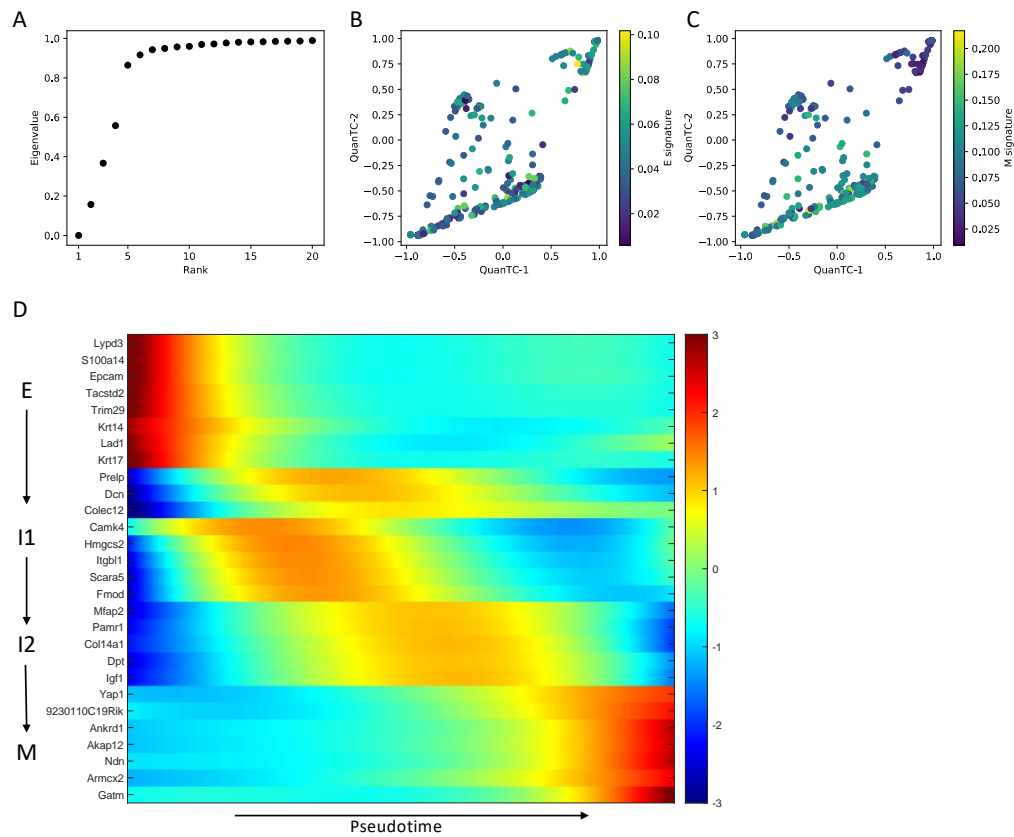 A
B
C
1.0
0.8
0.6
0.4
0.2
0.0
Eigenvalue
1
5
10
15
20
Rank
1.00
0.75
0.50
0.25
0.00
−0.25
−0.50
−0.75
−1.00
QuanTC-2
−1.0
−0.5
0.0
0.5
1.0
QuanTC-1
0.10
0.08
0.06
0.04
0.02
E signature
1.00
0.75
0.50
0.25
0.00
−0.25
−0.50
−0.75
−1.00
QuanTC-2
−1.0
−0.5
0.0
0.5
1.0
QuanTC-1
0.200
0.175
0.150
0.125
0.100
0.075
0.050
0.025
M signature
D
E
I1
I2
M
Lypd3
S100a14
Epcam
Tacstd2
Trim29
Krt14
Lad1
Krt17
Prelp
Dcn
Colec12
Camk4
Hmgcs2
Itgbl1
Scara5
Fmod
Mfap2
Pamr1
Col14a1
Dpt
Igf1
Yap1
9230110C19Rik
Ankrd1
Akap12
Ndn
Armcx2
Gatm
3
2
1
0
-1
-2
-3
Pseudotime